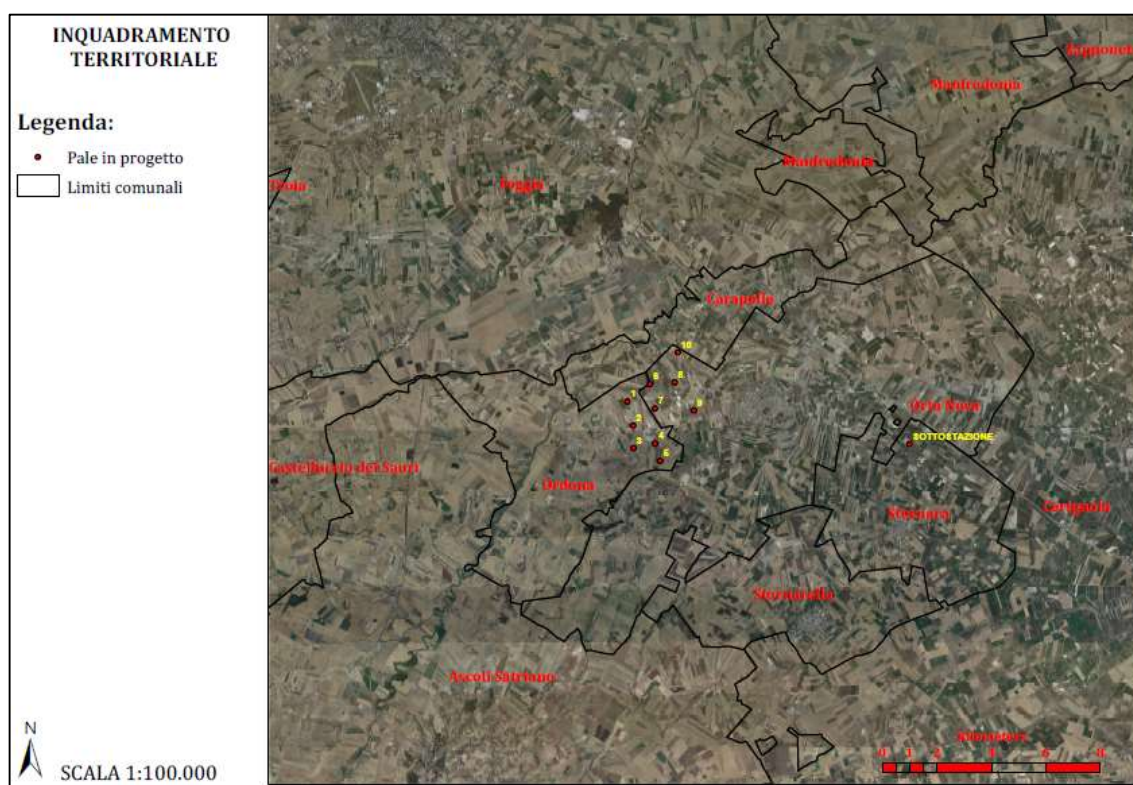 INQUADRAMENTO
TERRITORIALE
Legenda:
Pale in progetto
Limiti comunali
N
SCALA 1:100.000
Manfredonia
Manfredonia
Troia
Foggia
Carapelle
10
6
8
1
7
9
2
4
3
5
Orta Nova
SOTTOSTAZIONE
Castelluccio dei Sauri
Ordona
Stornara
Cerignola
Stornarella
Ascoli Satriano
Kilometers
0 1 2 4 6 8